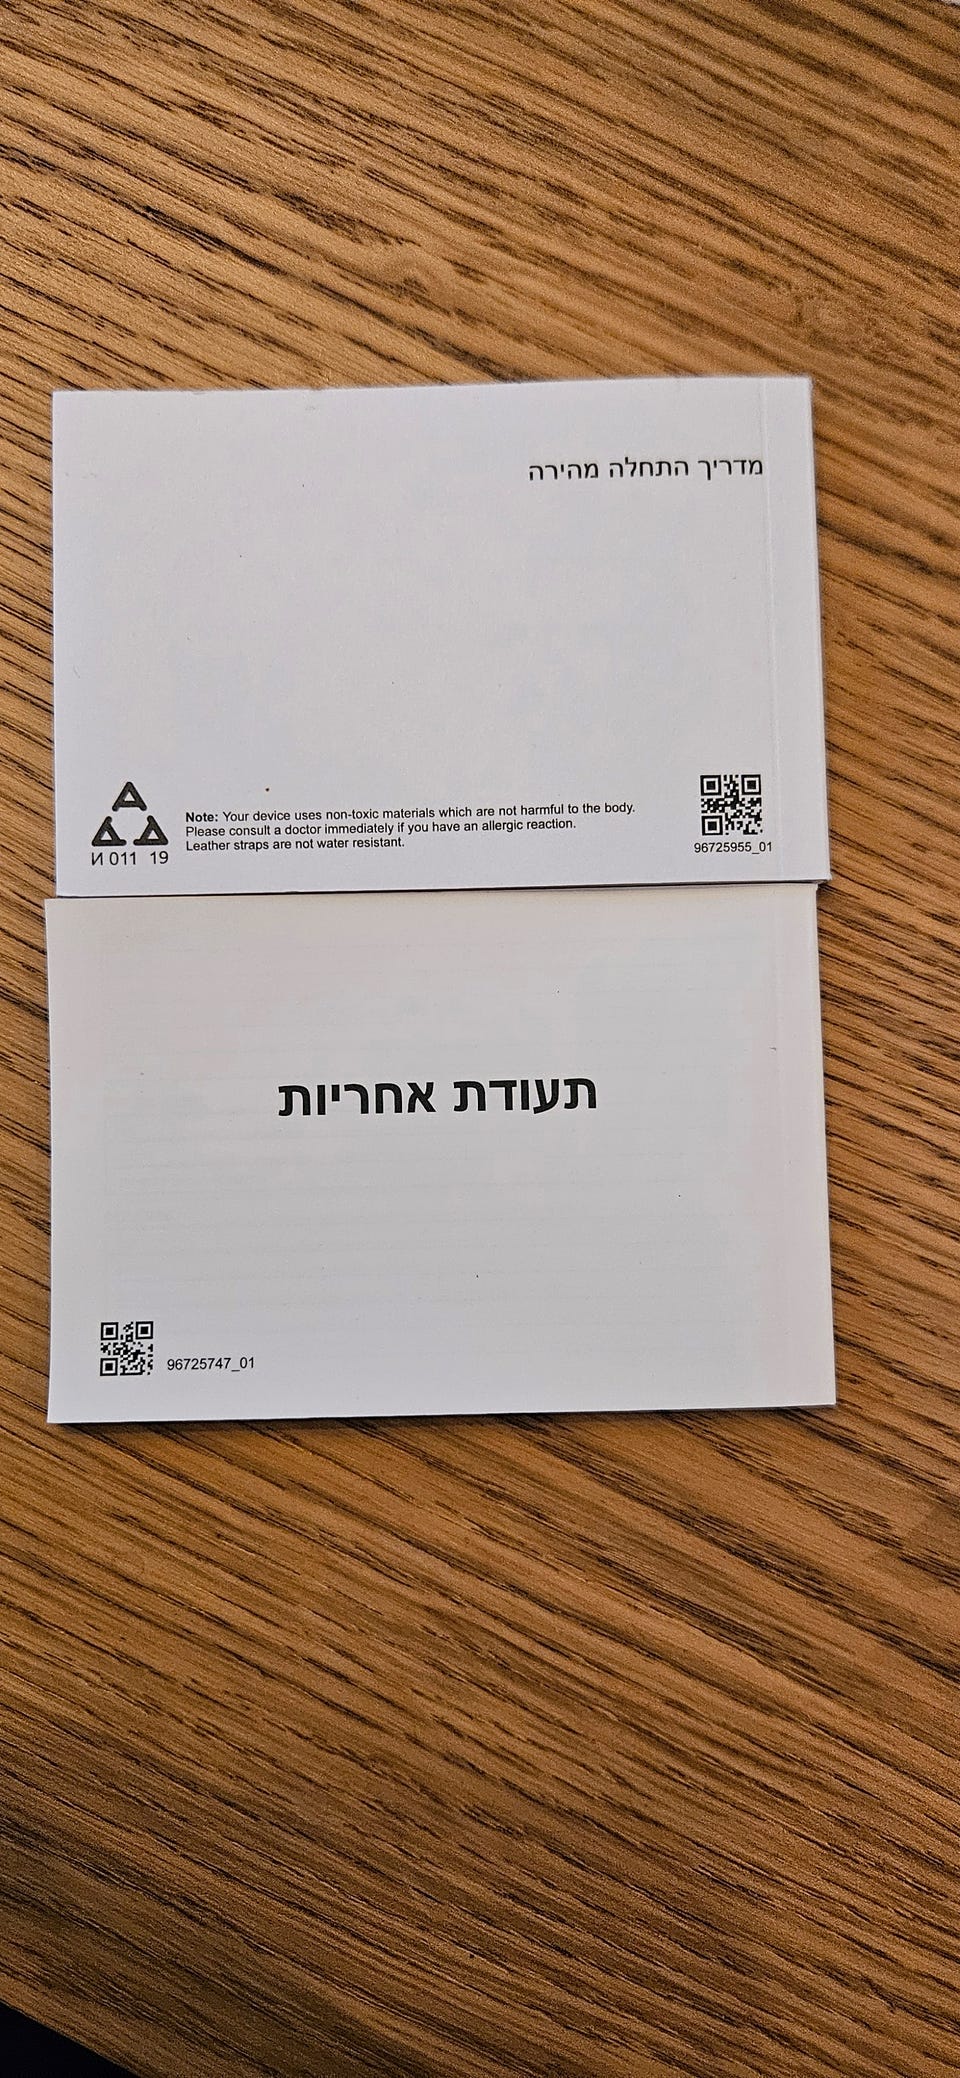 מדריך התחלה מהירה
Note: Your device uses non-toxic materials which are not harmful to the body.
Please consult a doctor immediately if you have an allergic reaction.
Leather straps are not water resistant.
И 011 19
96725955_01
תעודת אחריות
96725747_01